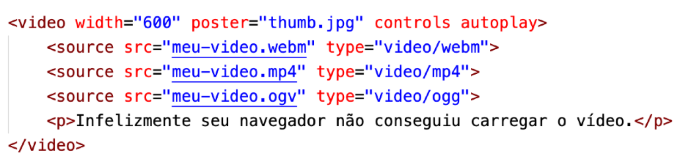 <video width="600" poster="thumb.jpg" controls autoplay>
    <source src="meu-video.webm" type="video/webm">
    <source src="meu-video.mp4" type="video/mp4">
    <source src="meu-video.ogv" type="video/ogg">
    <p>Infelizmente seu navegador não conseguiu carregar o vídeo.</p>
</video>